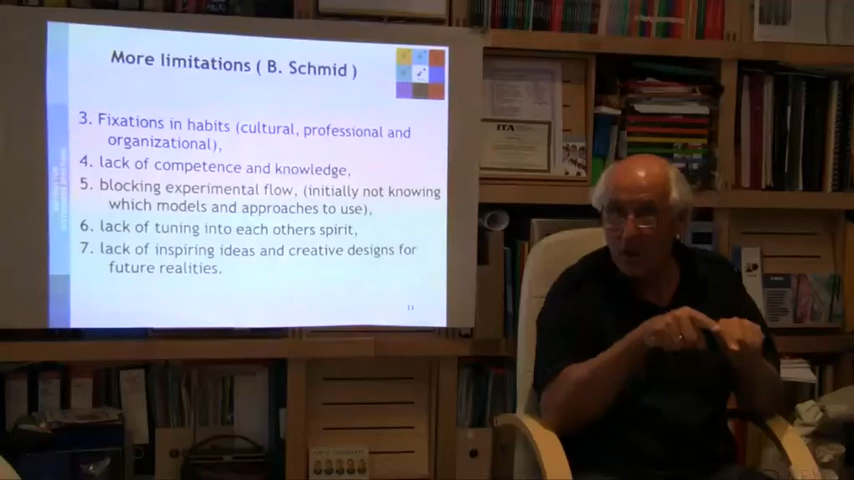 More limitations ( B. Schmid )
3. Fixations in habits (cultural, professional and
organizational),
4. lack of competence and knowledge,
5. blocking experimental flow, (initially not knowing
which models and approaches to use),
6. lack of tuning into each others spirit,
7. lack of inspiring ideas and creative designs for
future realities.
11
ITA